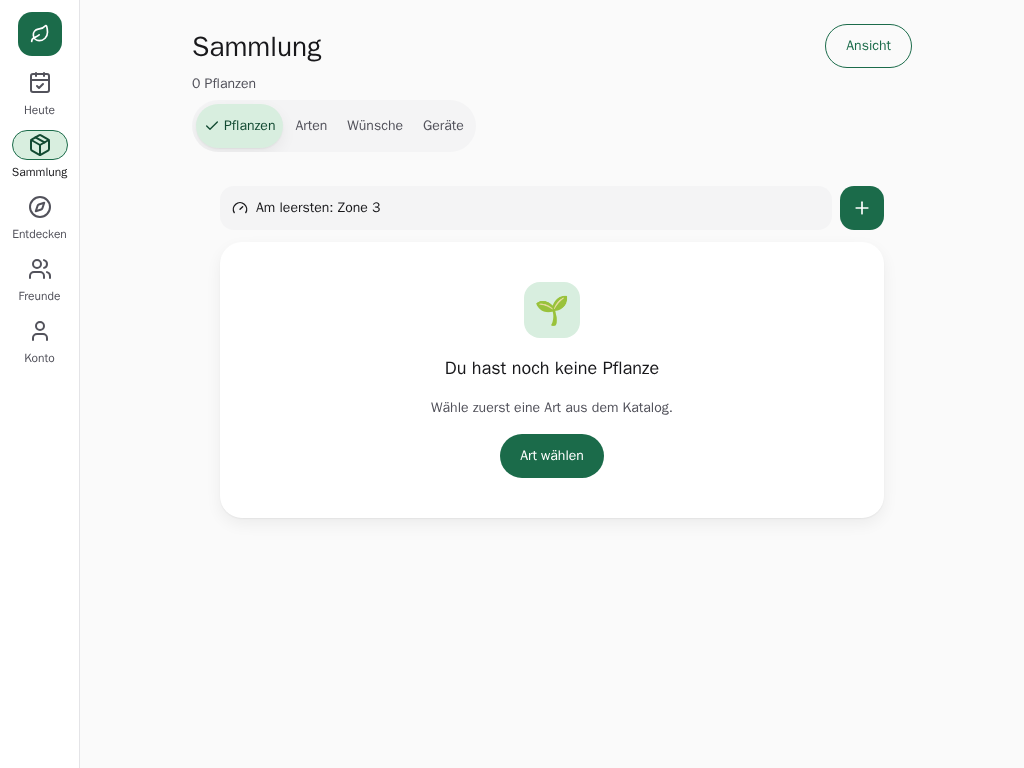 Heute
Sammlung
Entdecken
Freunde
Konto
Sammlung
Ansicht
0 Pflanzen
Pflanzen
Arten
Wünsche
Geräte
Am leersten: Zone 3
Du hast noch keine Pflanze
Wähle zuerst eine Art aus dem Katalog.
Art wählen